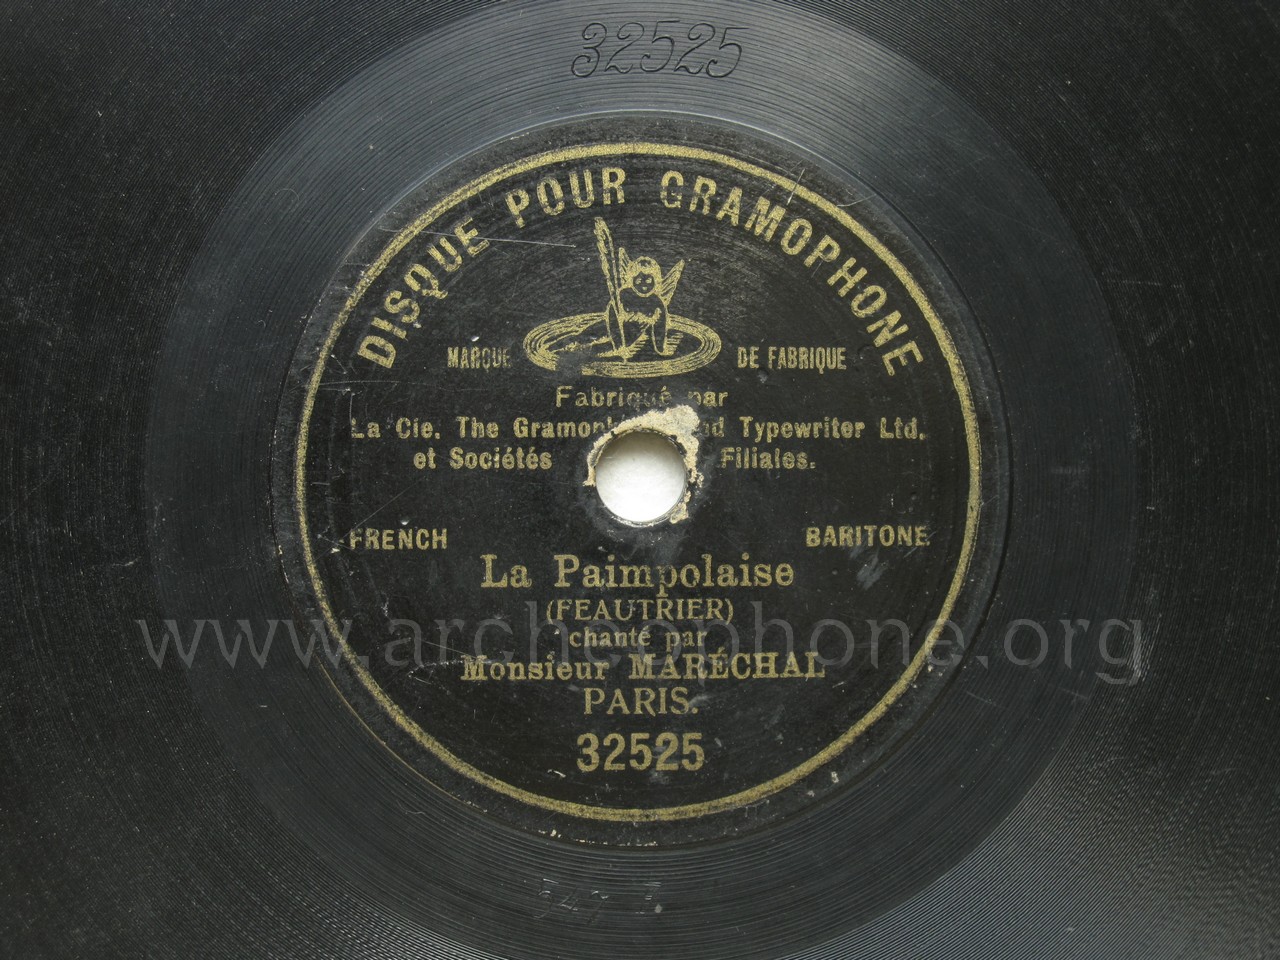 32525
DISQUE POUR GRAMOPHONE
MARQUE DE FABRIQUE
Fabriqué par
La Cie. The Typewriter Ltd.
et Sociétés Filiales.
FRENCH BARITONE
La Paimpolaise
(FEAUTRIER)
chanté par
www.archeophone.org
Monsieur MARÉCHAL
PARIS.
32525